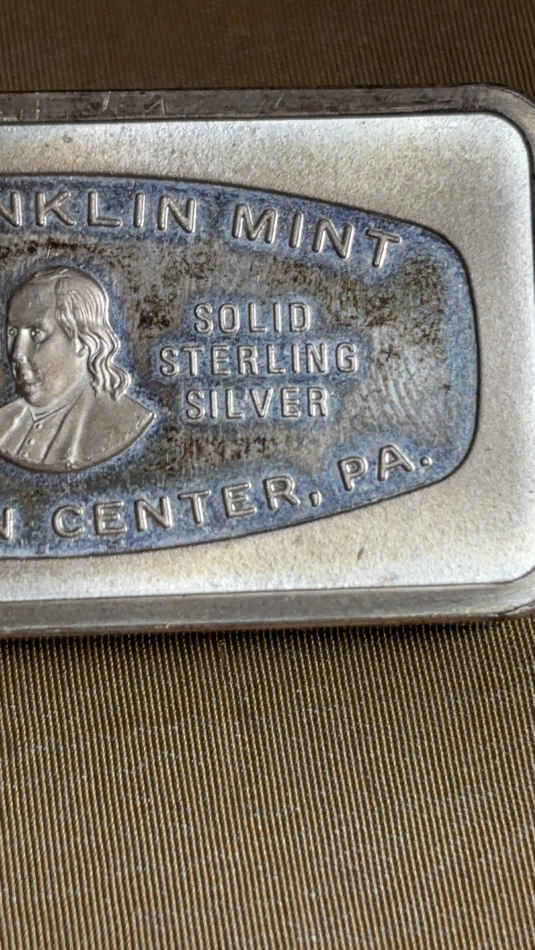 NKLIN MINT
SOLID
STERLING
SILVER
N CENTER, PA.